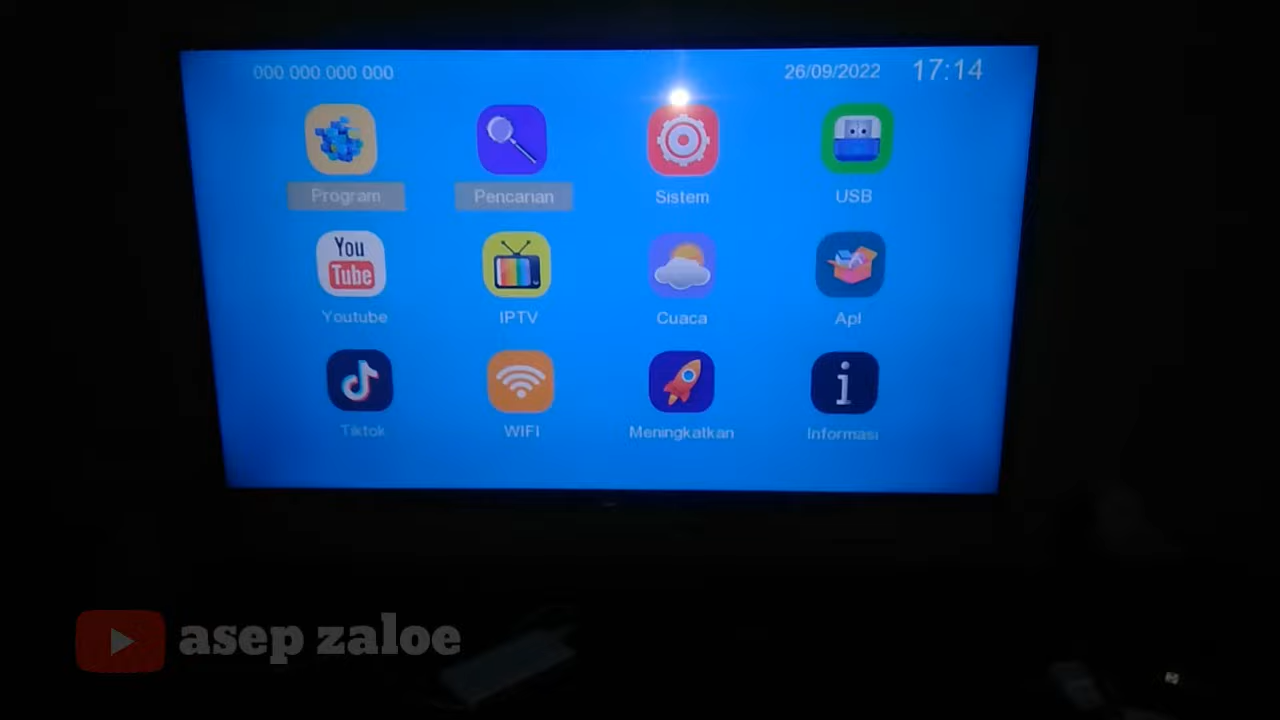 000 000 000 000
26/09/2022 17:14
Program Pencarian Sistem USB
You
Tube
Youtube IPTV Cuaca Apl
Tiktok WIFI Meningkatkan Informasi
asep zaloe